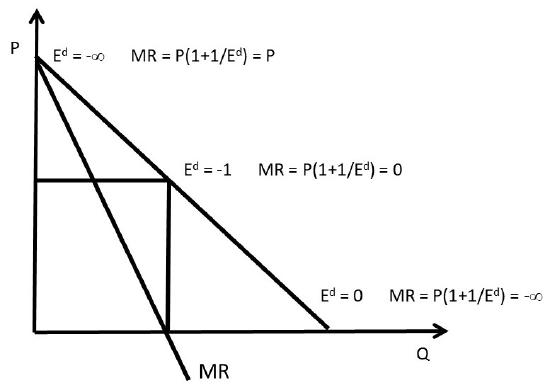 P
Eᵈ = -∞ MR = P(1+1/Eᵈ) = P
Eᵈ = -1 MR = P(1+1/Eᵈ) = 0
Eᵈ = 0 MR = P(1+1/Eᵈ) = -∞
Q
MR